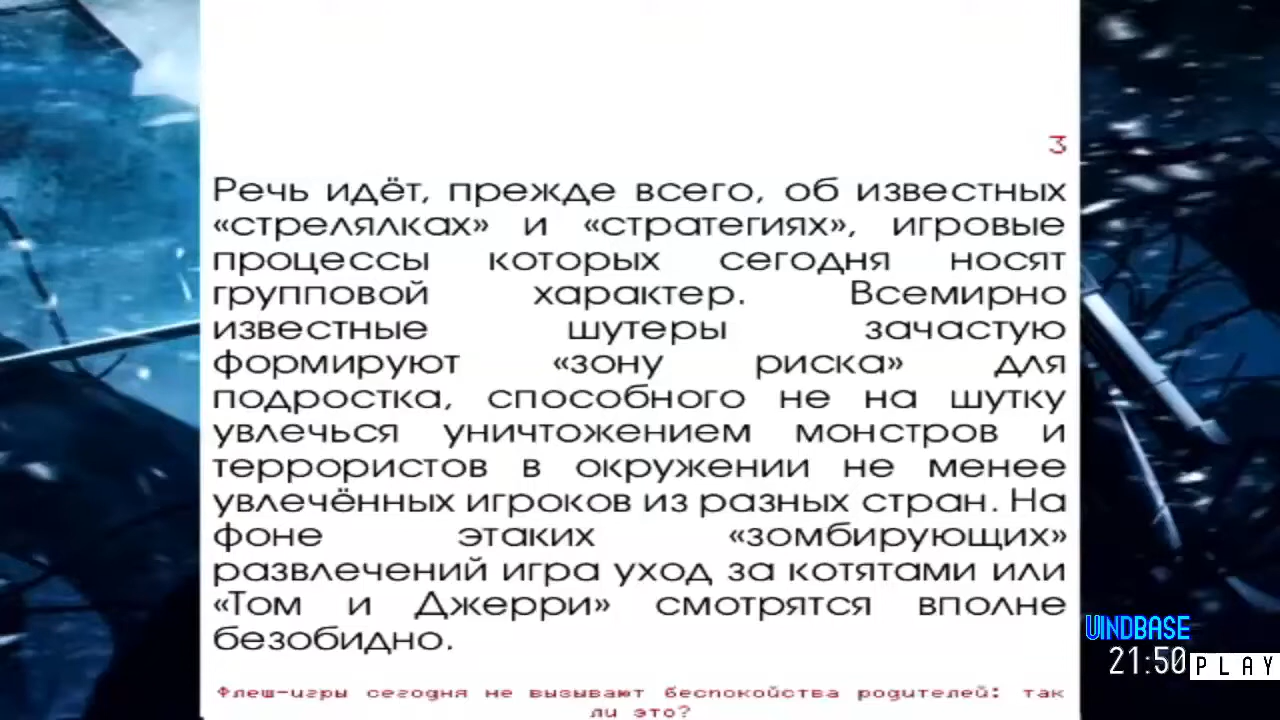 3
Речь идёт, прежде всего, об известных
«стрелялках» и «стратегиях», игровые
процессы которых сегодня носят
групповой характер. Всемирно
известные шутеры зачастую
формируют «зону риска» для
подростка, способного не на шутку
увлечься уничтожением монстров и
террористов в окружении не менее
увлечённых игроков из разных стран. На
фоне этаких «зомбирующих»
развлечений игра уход за котятами или
«Том и Джерри» смотрятся вполне
безобидно.
Флеш-игры сегодня не вызывают беспокойства родителей: так
ли это?
UINDBASE
21:50 PLAY